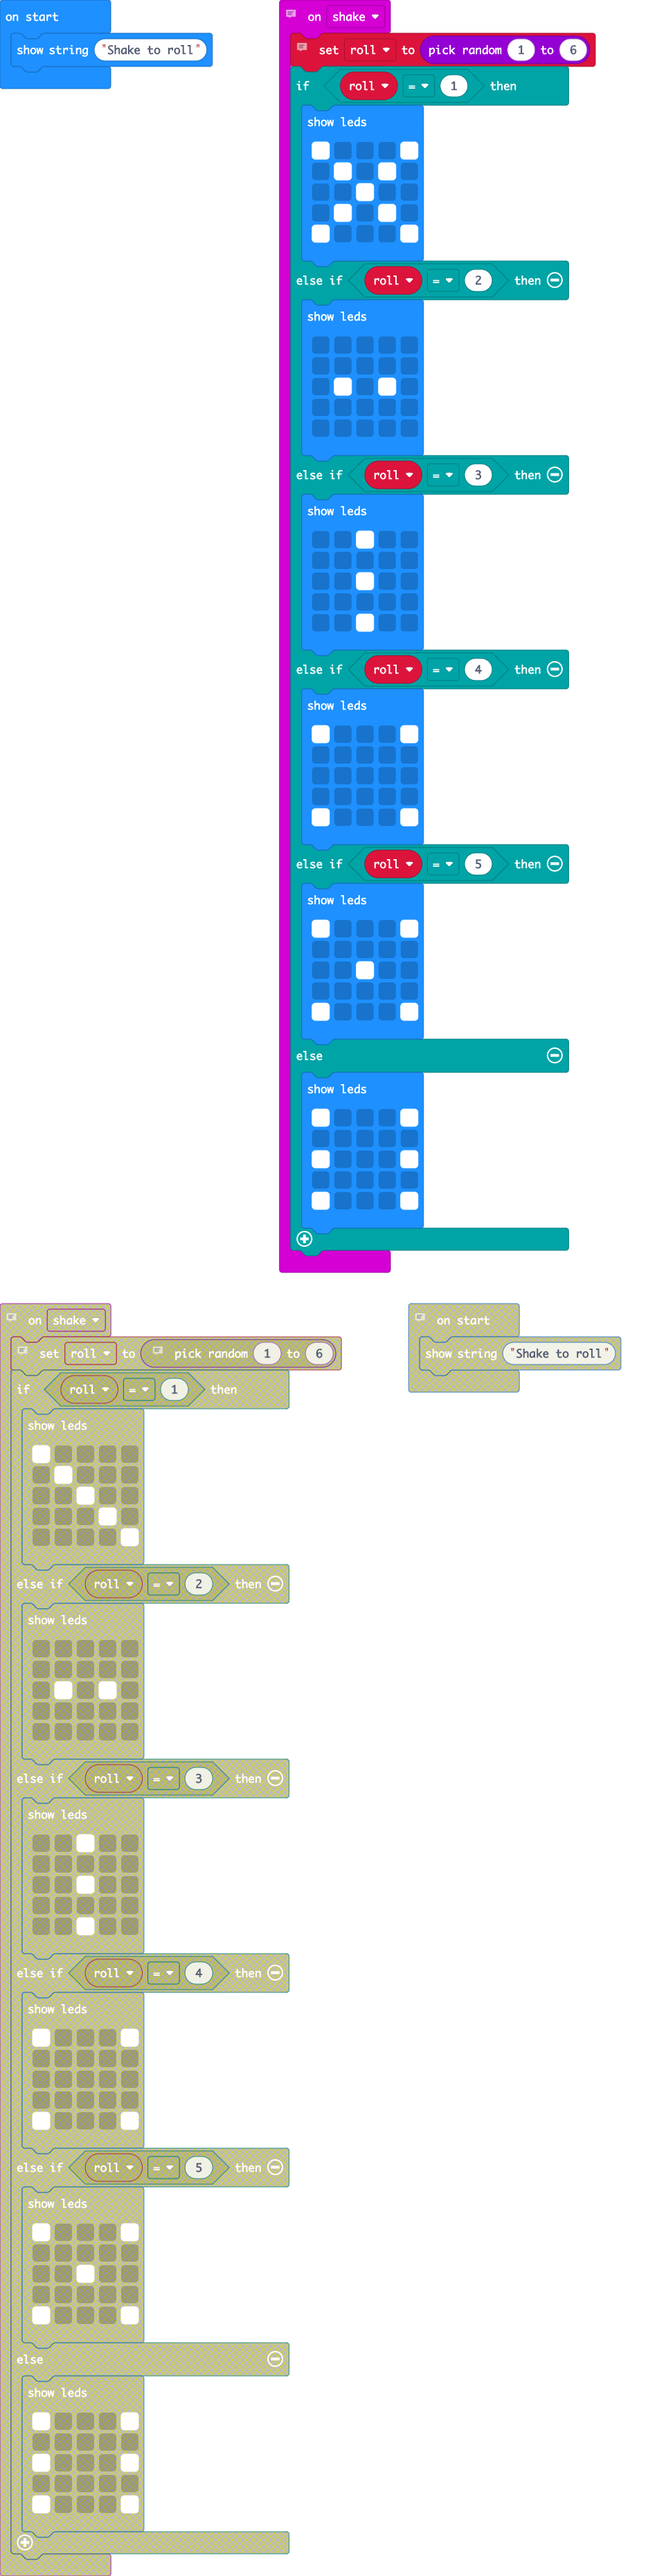 on start
show string "Shake to roll"
on shake
set roll to pick random 1 to 6
if roll = 1 then
show leds
else if roll = 2 then
show leds
else if roll = 3 then
show leds
else if roll = 4 then
show leds
else if roll = 5 then
show leds
else
show leds
on shake
set roll to pick random 1 to 6
if roll = 1 then
show leds
else if roll = 2 then
show leds
else if roll = 3 then
show leds
else if roll = 4 then
show leds
else if roll = 5 then
show leds
else
show leds
on start
show string "Shake to roll"